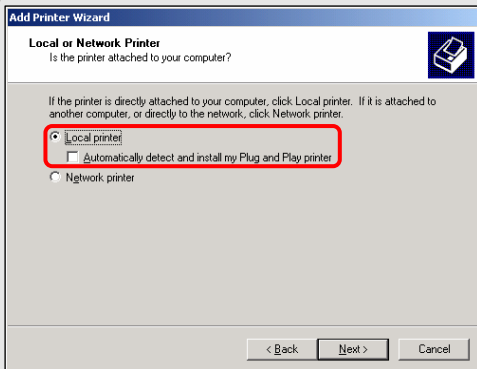 Add Printer Wizard
Local or Network Printer
Is the printer attached to your computer?
If the printer is directly attached to your computer, click Local printer. If it is attached to
another computer, or directly to the network, click Network printer.
Local printer
Automatically detect and install my Plug and Play printer
Network printer
< Back
Next >
Cancel